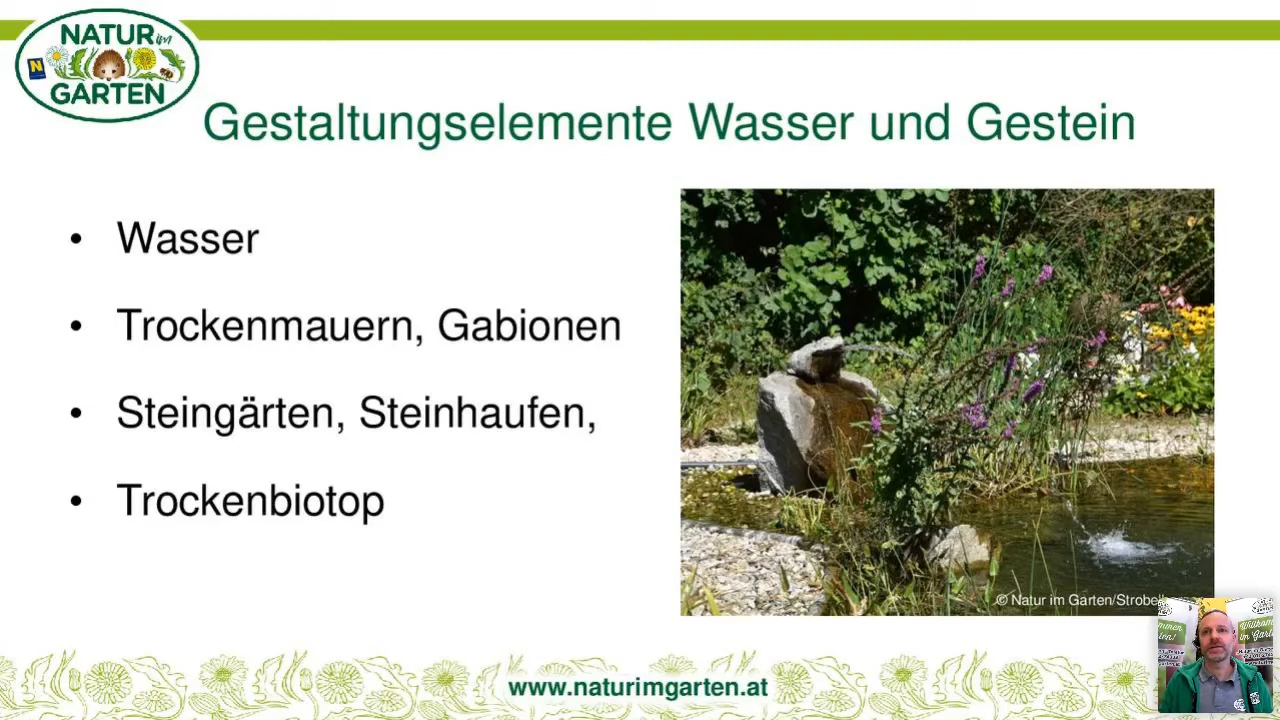 NATUR im
GARTEN
N
Gestaltungselemente Wasser und Gestein
• Wasser
• Trockenmauern, Gabionen
• Steingärten, Steinhaufen,
• Trockenbiotop
© Natur im Garten/Strobel
www.naturimgarten.at